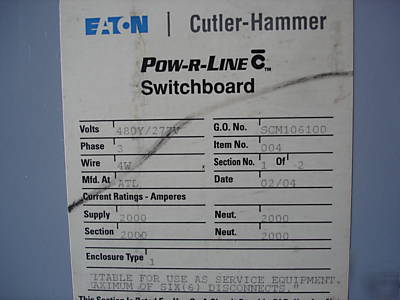 EATON | Cutler-Hammer
POW-R-LINE C™
Switchboard
Volts 480Y/277V G.O. No. SCM106100
Phase 3 Item No. 004
Wire 4W Section No. 1 Of 2
Mfd. At ATL Date 02/04
Current Ratings - Amperes
Supply 2000 Neut. 2000
Section 2000 Neut. 2000
Enclosure Type 1
"ITABLE FOR USE AS SERVICE EQUIPMENT.
AXIMUM OF SIX(6) DISCONNECTS."